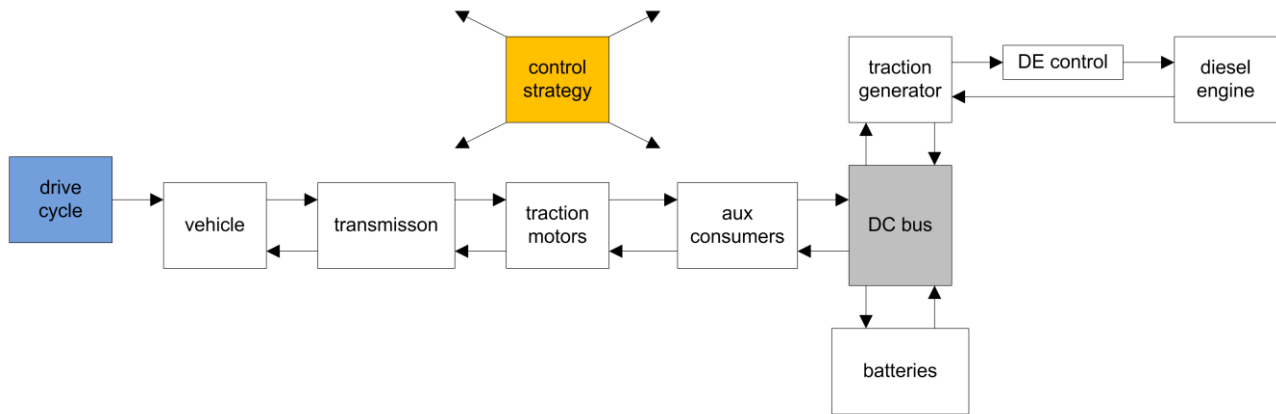 control
strategy
traction
generator
DE control
diesel
engine
drive
cycle
vehicle
transmisson
traction
motors
aux
consumers
DC bus
batteries